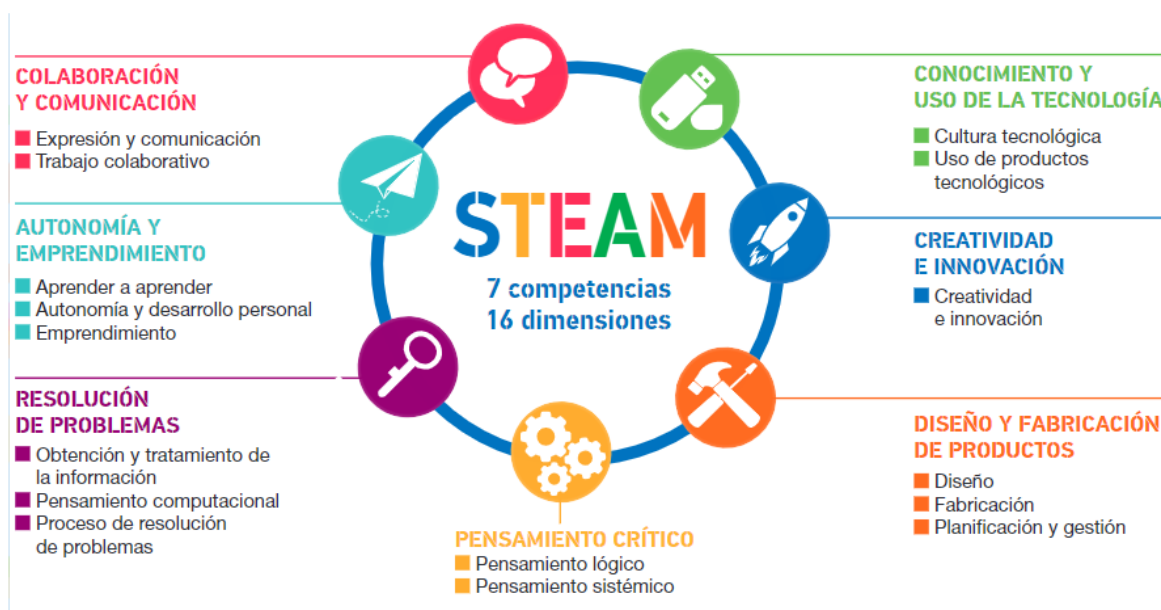 COLABORACIÓN
Y COMUNICACIÓN
Expresión y comunicación
Trabajo colaborativo
AUTONOMÍA Y
EMPRENDIMIENTO
Aprender a aprender
Autonomía y desarrollo personal
Emprendimiento
RESOLUCIÓN
DE PROBLEMAS
Obtención y tratamiento de
la información
Pensamiento computacional
Proceso de resolución
de problemas
STEAM
7 competencias
16 dimensiones
PENSAMIENTO CRÍTICO
Pensamiento lógico
Pensamiento sistémico
CONOCIMIENTO Y
USO DE LA TECNOLOGÍA
Cultura tecnológica
Uso de productos
tecnológicos
CREATIVIDAD
E INNOVACIÓN
Creatividad
e innovación
DISEÑO Y FABRICACIÓN
DE PRODUCTOS
Diseño
Fabricación
Planificación y gestión